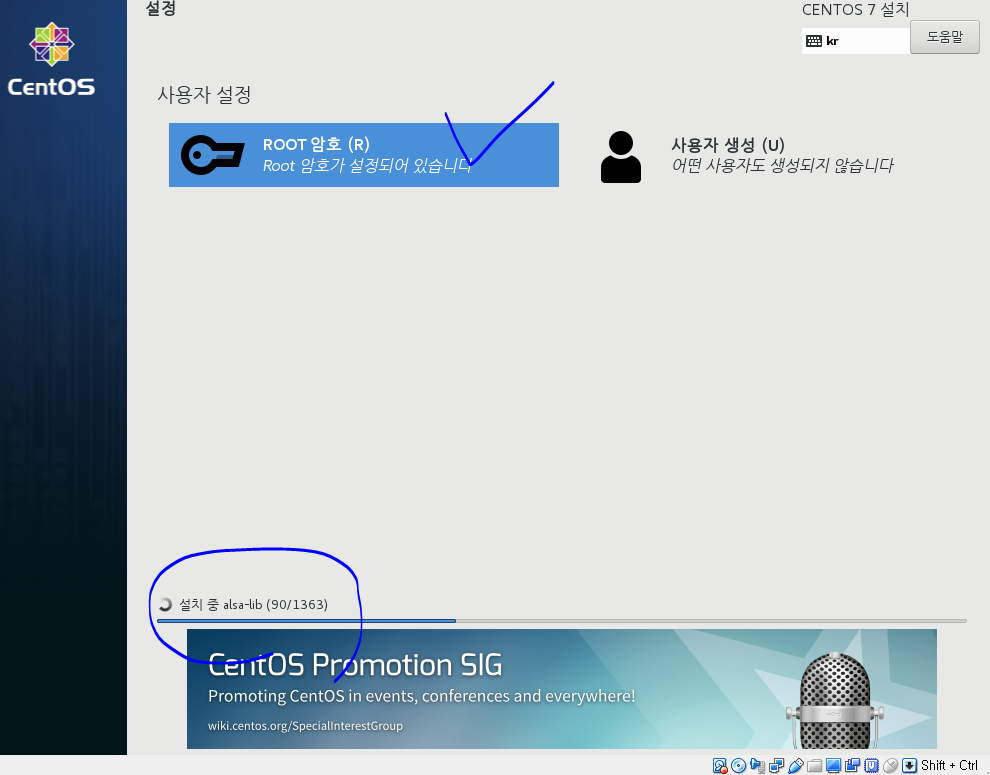 설정
CENTOS 7 설치
kr
도움말
CentOS
사용자 설정
ROOT 암호 (R)
Root 암호가 설정되어 있습니다
사용자 생성 (U)
어떤 사용자도 생성되지 않습니다
설치 중 alsa-lib (90/1363)
CentOS Promotion SIG
Promoting CentOS in events, conferences and everywhere!
wiki.centos.org/SpecialInterestGroup
Shift + Ctrl